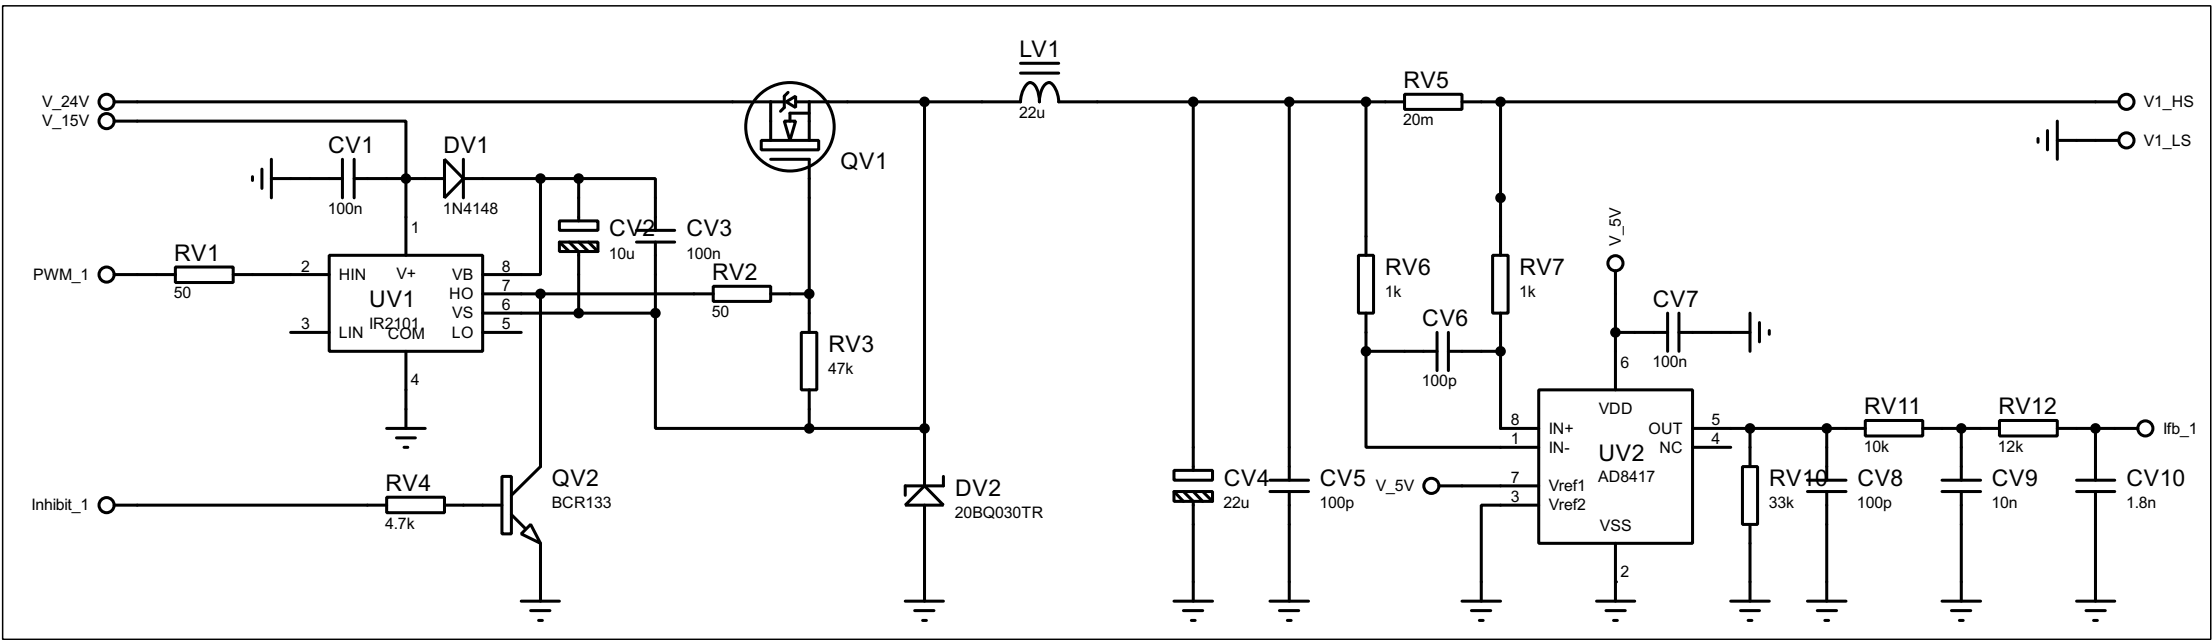 LV1
22u
V_24V
V_15V
RV5
20m
V1_HS
V1_LS
CV1
100n
DV1
1N4148
QV1
1
CV2
10u
CV3
100n
V_5V
PWM_1
RV1
50
2
HIN
V+
VB
8
HO
7
VS
6
LO
5
UV1
IR2101
COM
3
LIN
4
RV2
50
RV3
47k
RV6
1k
RV7
1k
CV6
100p
CV7
100n
6
Inhibit_1
RV4
4.7k
QV2
BCR133
DV2
20BQ030TR
CV4
22u
CV5
100p
V_5V
8
IN+
1
IN-
7
Vref1
3
Vref2
VDD
OUT
5
NC
4
UV2
AD8417
VSS
2
RV10
33k
CV8
100p
RV11
10k
CV9
10n
RV12
12k
CV10
1.8n
Ifb_1